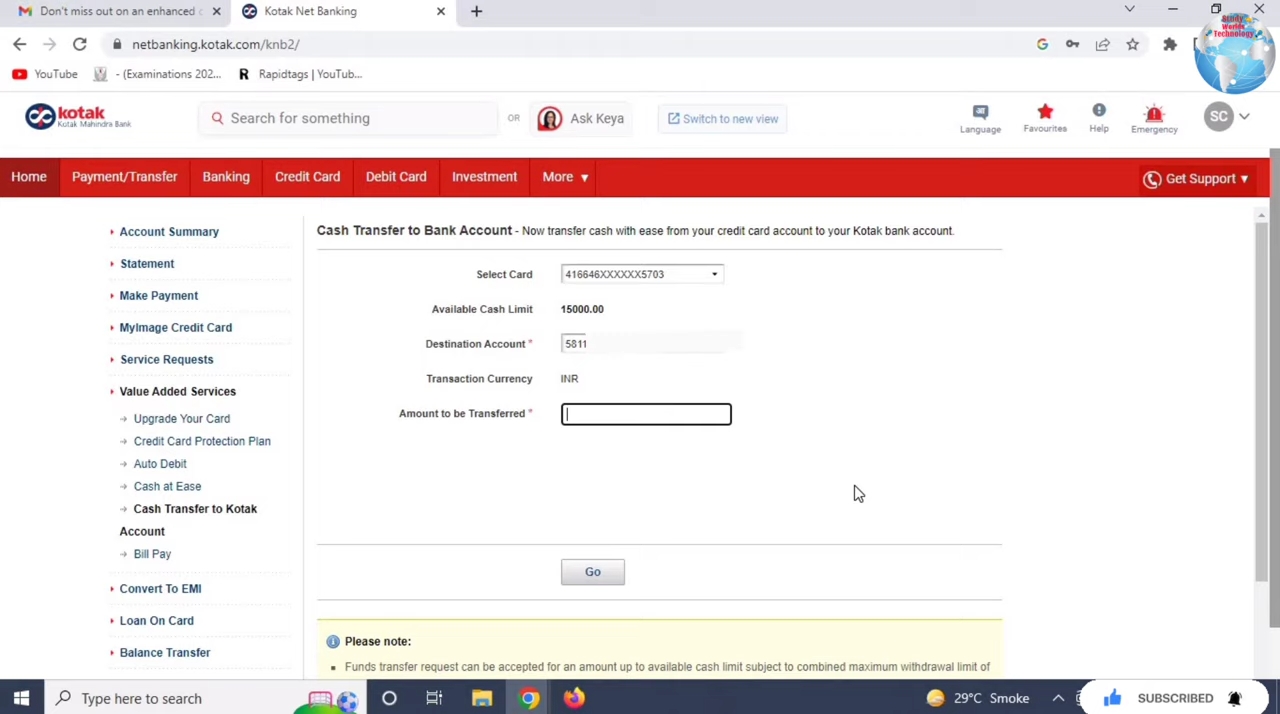 Don't miss out on an enhanced
Kotak Net Banking
netbanking.kotak.com/knb2/
YouTube
- (Examinations 202...
Rapidtags | YouTub...
Study
Worlds
Technology
kotak
Kotak Mahindra Bank
Search for something
OR
Ask Keya
Switch to new view
Language
Favourites
Help
Emergency
SC
Home
Payment/Transfer
Banking
Credit Card
Debit Card
Investment
More
Get Support
Account Summary
Statement
Make Payment
MyImage Credit Card
Service Requests
Value Added Services
Upgrade Your Card
Credit Card Protection Plan
Auto Debit
Cash at Ease
Cash Transfer to Kotak
Account
Bill Pay
Convert To EMI
Loan On Card
Balance Transfer
Cash Transfer to Bank Account - Now transfer cash with ease from your credit card account to your Kotak bank account.
Select Card 416646XXXXXX5703
Available Cash Limit 15000.00
Destination Account * 5811
Transaction Currency INR
Amount to be Transferred *
Go
Please note:
Funds transfer request can be accepted for an amount up to available cash limit subject to combined maximum withdrawal limit of
Type here to search
29°C Smoke
SUBSCRIBED